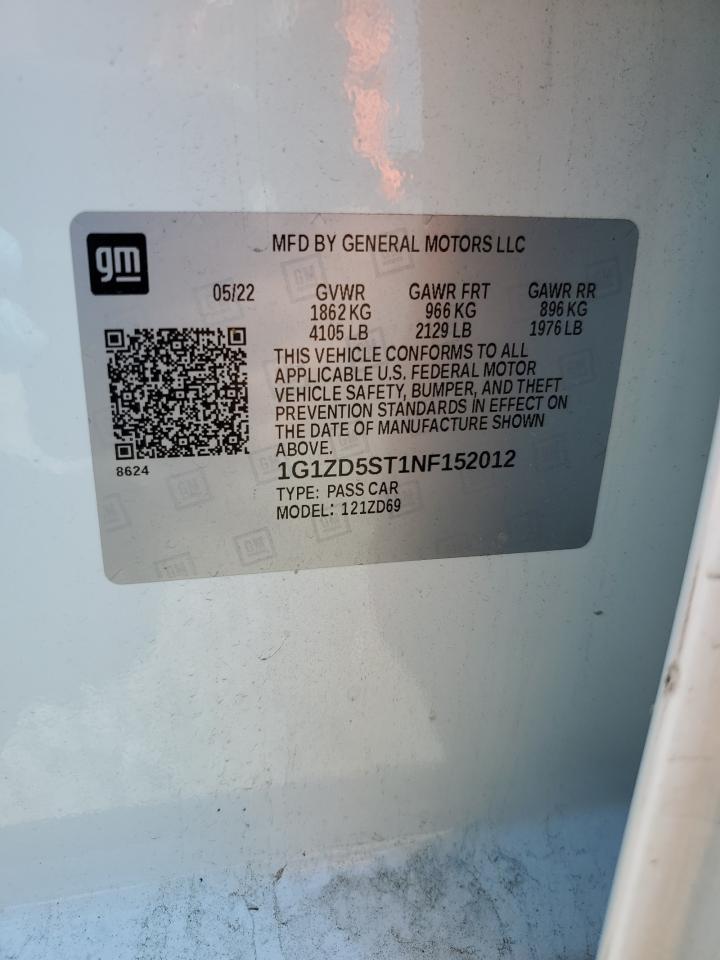 gm
MFD BY GENERAL MOTORS LLC
05/22 GVWR GAWR FRT GAWR RR
1862 KG 966 KG 896 KG
4105 LB 2129 LB 1976 LB
THIS VEHICLE CONFORMS TO ALL
APPLICABLE U.S. FEDERAL MOTOR
VEHICLE SAFETY, BUMPER, AND THEFT
PREVENTION STANDARDS IN EFFECT ON
THE DATE OF MANUFACTURE SHOWN
ABOVE.
8624
1G1ZD5ST1NF152012
TYPE: PASS CAR
MODEL: 121ZD69